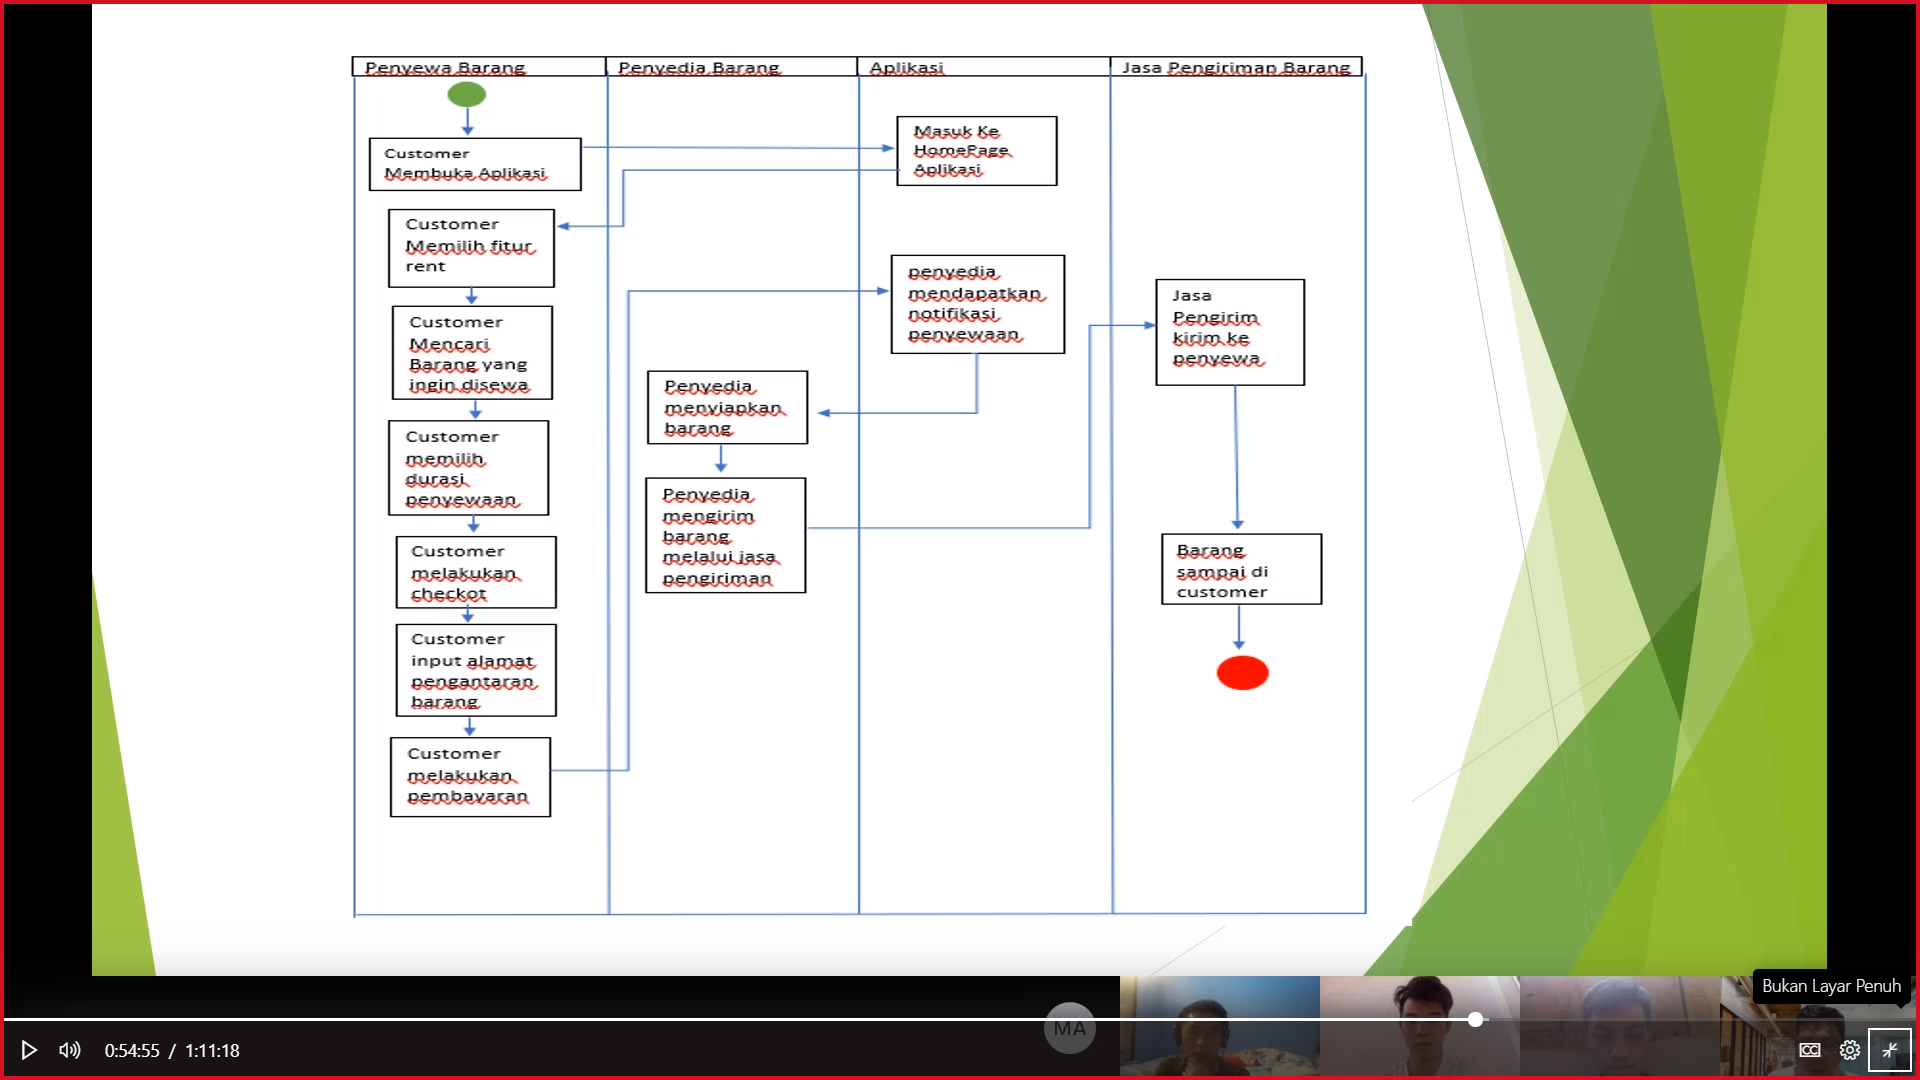 Penyewa Barang
Penyedia Barang
Aplikasi
Jasa Pengiriman Barang
Customer
Membuka Aplikasi
Masuk Ke
HomePage
Aplikasi
Customer
Memilih fitur
rent
Customer
Mencari
Barang yang
ingin disewa
Customer
memilih
durasi
penyewaan
Customer
melakukan
checkot
Customer
input alamat
pengantaran
barang
Customer
melakukan
pembayaran
penyedia
mendapatkan
notifikasi
penyewaan
Penyedia
menyiapkan
barang
Penyedia
mengirim
barang
melalui jasa
pengiriman
Jasa
Pengirim
kirim ke
penyewa
Barang
sampai di
customer
Bukan Layar Penuh
MA
0:54:55 / 1:11:18
CC